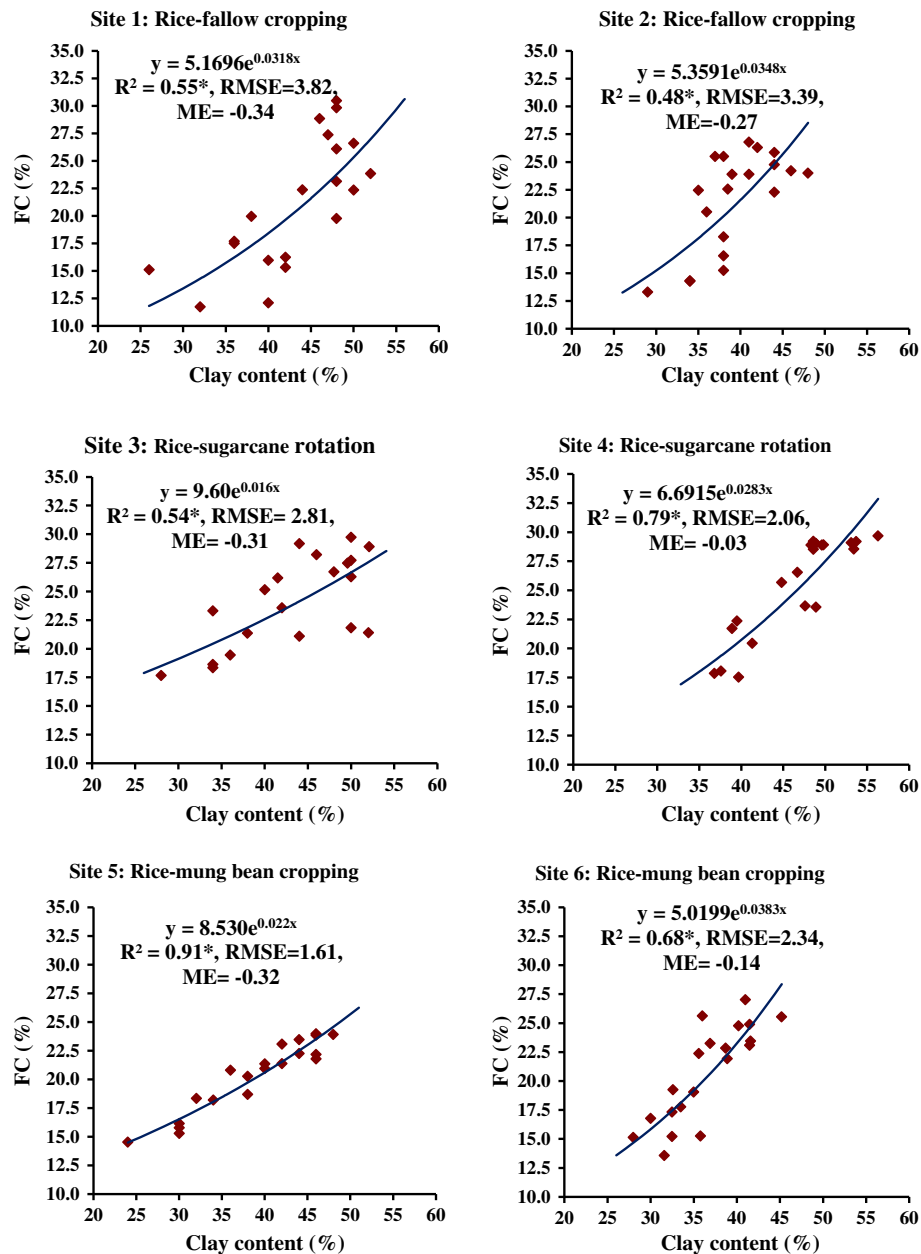 Site 1: Rice-fallow cropping
y = 5.1696e^0.0318x
R² = 0.55*, RMSE=3.82,
ME= -0.34
FC (%)
35.0
32.5
30.0
27.5
25.0
22.5
20.0
17.5
15.0
12.5
10.0
20 25 30 35 40 45 50 55 60
Clay content (%)
Site 2: Rice-fallow cropping
y = 5.3591e^0.0348x
R² = 0.48*, RMSE=3.39,
ME=-0.27
FC (%)
35.0
32.5
30.0
27.5
25.0
22.5
20.0
17.5
15.0
12.5
10.0
20 25 30 35 40 45 50 55 60
Clay content (%)
Site 3: Rice-sugarcane rotation
y = 9.60e^0.016x
R² = 0.54*, RMSE= 2.81,
ME= -0.31
FC (%)
35.0
32.5
30.0
27.5
25.0
22.5
20.0
17.5
15.0
12.5
10.0
20 25 30 35 40 45 50 55 60
Clay content (%)
Site 4: Rice-sugarcane rotation
y = 6.6915e^0.0283x
R² = 0.79*, RMSE=2.06,
ME= -0.03
FC (%)
35.0
32.5
30.0
27.5
25.0
22.5
20.0
17.5
15.0
12.5
10.0
20 25 30 35 40 45 50 55 60
Clay content (%)
Site 5: Rice-mung bean cropping
y = 8.530e^0.022x
R² = 0.91*, RMSE=1.61,
ME= -0.32
FC (%)
35.0
32.5
30.0
27.5
25.0
22.5
20.0
17.5
15.0
12.5
10.0
20 25 30 35 40 45 50 55 60
Clay content (%)
Site 6: Rice-mung bean cropping
y = 5.0199e^0.0383x
R² = 0.68*, RMSE=2.34,
ME= -0.14
FC (%)
35.0
32.5
30.0
27.5
25.0
22.5
20.0
17.5
15.0
12.5
10.0
20 25 30 35 40 45 50 55 60
Clay content (%)